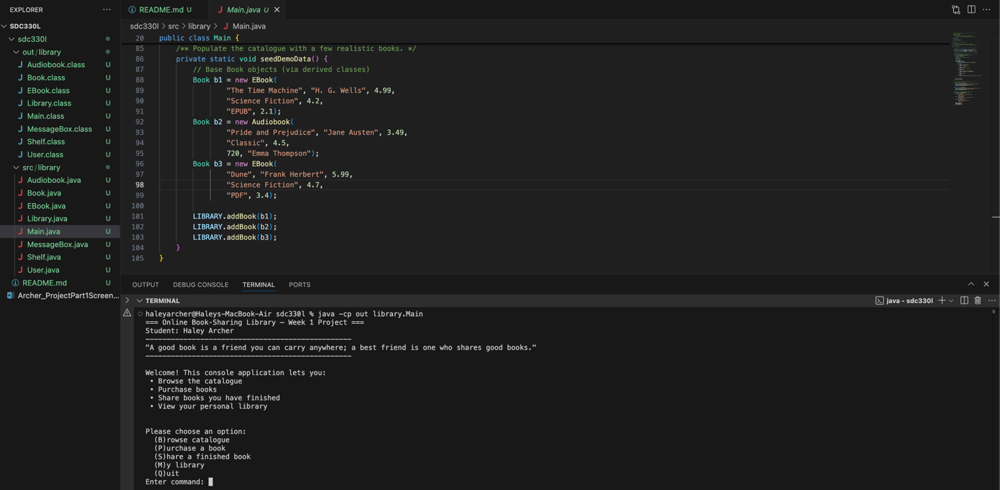 EXPLORER
SDC330L
sdc330l
out/library
Audiobook.class U
Book.class U
EBook.class U
Library.class U
Main.class U
MessageBox.class U
Shelf.class U
User.class U
src/library
Audiobook.java U
Book.java U
EBook.java U
Library.java U
Main.java U
MessageBox.java U
Shelf.java U
User.java U
README.md U
Archer_ProjectPart1Screen...
README.md U
Main.java U
sdc330l > src > library > Main.java
20 public class Main {
85 /** Populate the catalogue with a few realistic books. */
86 private static void seedDemoData() {
87 // Base Book objects (via derived classes)
88 Book b1 = new EBook(
89 "The Time Machine", "H. G. Wells", 4.99,
90 "Science Fiction", 4.2,
91 "EPUB", 2.1);
92 Book b2 = new Audiobook(
93 "Pride and Prejudice", "Jane Austen", 3.49,
94 "Classic", 4.5,
95 720, "Emma Thompson");
96 Book b3 = new EBook(
97 "Dune", "Frank Herbert", 5.99,
98 "Science Fiction", 4.7,
99 "PDF", 3.4);
100
101 LIBRARY.addBook(b1);
102 LIBRARY.addBook(b2);
103 LIBRARY.addBook(b3);
104 }
105 }
OUTPUT DEBUG CONSOLE TERMINAL PORTS
TERMINAL
java - sdc330l
haleyarcher@Haleys-MacBook-Air sdc330l % java -cp out library.Main
=== Online Book-Sharing Library — Week 1 Project ===
Student: Haley Archer
-------------------------------------------------
"A good book is a friend you can carry anywhere; a best friend is one who shares good books."
-------------------------------------------------
Welcome! This console application lets you:
• Browse the catalogue
• Purchase books
• Share books you have finished
• View your personal library
Please choose an option:
(B)rowse catalogue
(P)urchase a book
(S)hare a finished book
(M)y library
(Q)uit
Enter command: